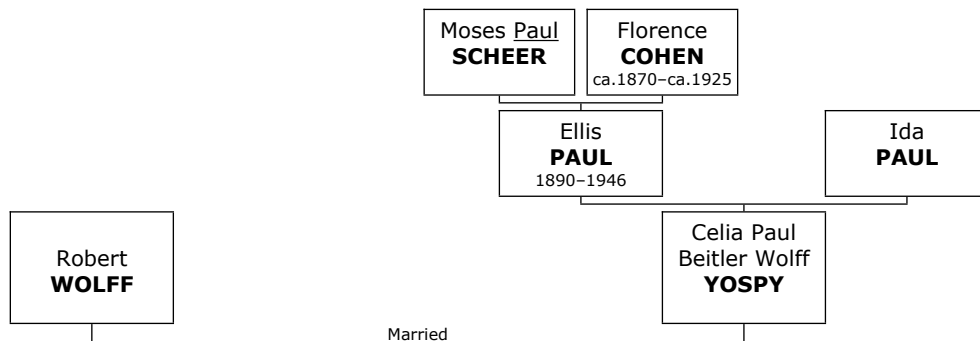 Moses Paul
SCHEER
Florence
COHEN
ca.1870–ca.1925
Ellis
PAUL
1890–1946
Ida
PAUL
Robert
WOLFF
Celia Paul
Beitler Wolff
YOSPY
Married